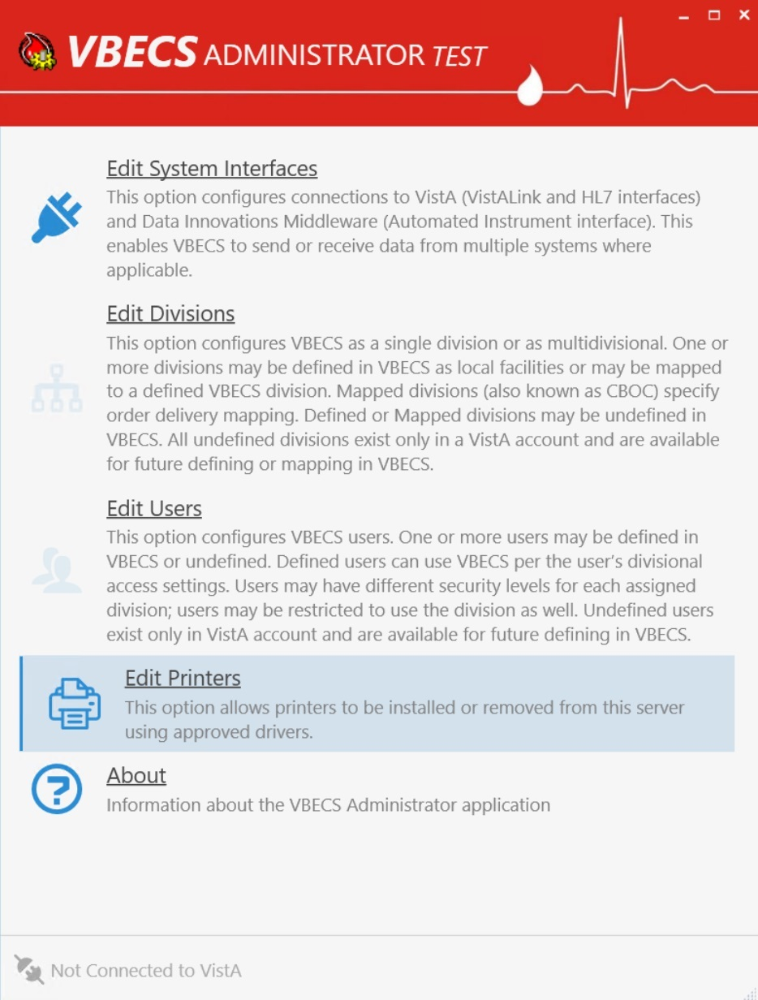 VBECS ADMINISTRATOR TEST
Edit System Interfaces
This option configures connections to VistA (VistALink and HL7 interfaces)
and Data Innovations Middleware (Automated Instrument interface). This
enables VBECS to send or receive data from multiple systems where
applicable.
Edit Divisions
This option configures VBECS as a single division or as multidivisional. One or
more divisions may be defined in VBECS as local facilities or may be mapped
to a defined VBECS division. Mapped divisions (also known as CBOC) specify
order delivery mapping. Defined or Mapped divisions may be undefined in
VBECS. All undefined divisions exist only in a VistA account and are available
for future defining or mapping in VBECS.
Edit Users
This option configures VBECS users. One or more users may be defined in
VBECS or undefined. Defined users can use VBECS per the user’s divisional
access settings. Users may have different security levels for each assigned
division; users may be restricted to use the division as well. Undefined users
exist only in VistA account and are available for future defining in VBECS.
Edit Printers
This option allows printers to be installed or removed from this server
using approved drivers.
About
Information about the VBECS Administrator application
Not Connected to VistA